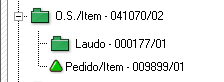 O.S./Item - 041070/02
Laudo - 000177/01
Pedido/Item - 009899/01